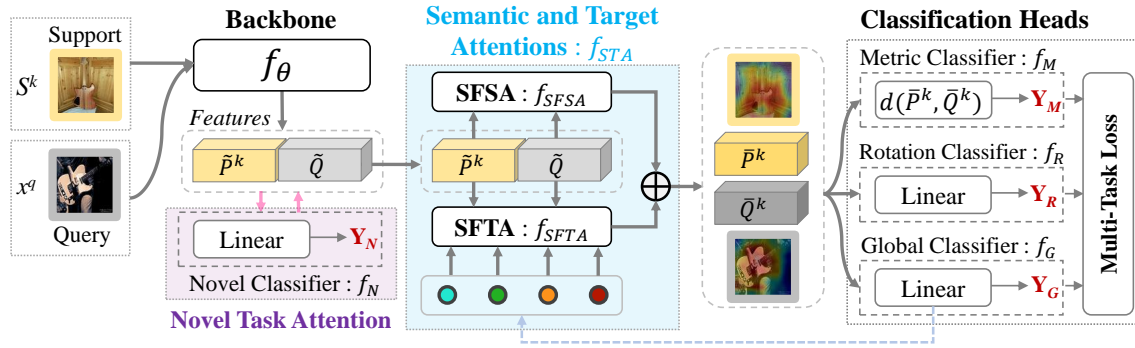 Support
S^k
x^q
Query
Backbone
f_θ
Features
P̃^k
Q̃
Linear
Y_N
Novel Classifier : f_N
Novel Task Attention
Semantic and Target
Attentions : f_STA
SFSA : f_SFSA
P̃^k
Q̃
SFTA : f_SFTA
P̄^k
Q̄^k
Classification Heads
Metric Classifier : f_M
d(P̄^k, Q̄^k)
Y_M
Rotation Classifier : f_R
Linear
Y_R
Global Classifier : f_G
Linear
Y_G
Multi-Task Loss